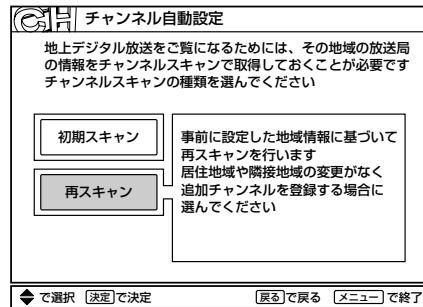 CH チャンネル自動設定
地上デジタル放送をご覧になるためには、その地域の放送局
の情報をチャンネルスキャンで取得しておくことが必要です
チャンネルスキャンの種類を選んでください
初期スキャン
再スキャン
事前に設定した地域情報に基づいて
再スキャンを行います
居住地域や隣接地域の変更がなく
追加チャンネルを登録する場合に
選んでください
で選択 決定で決定 戻るで戻る メニューで終了